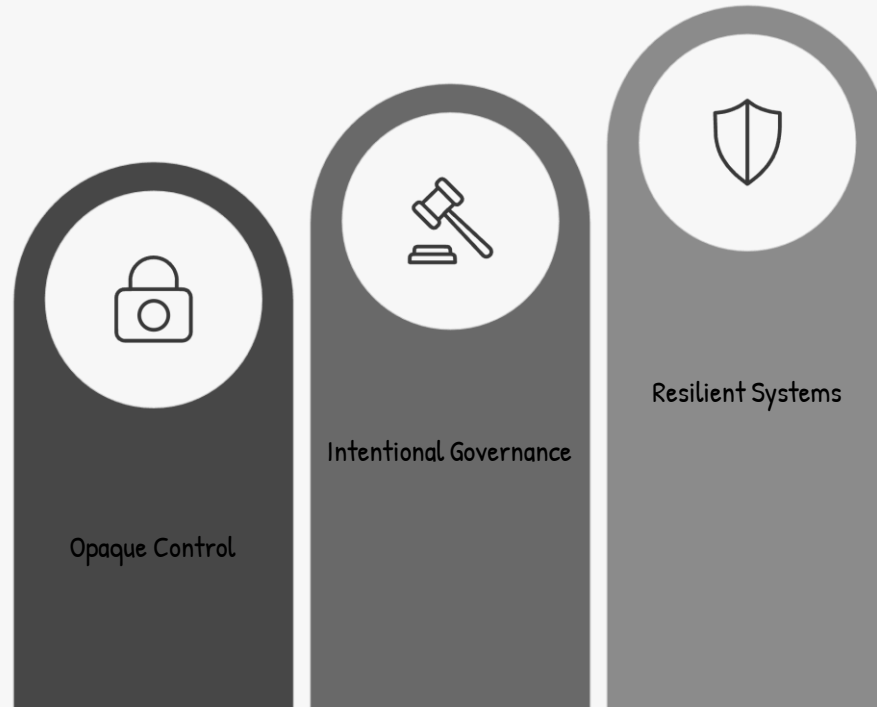 Opaque Control
Intentional Governance
Resilient Systems